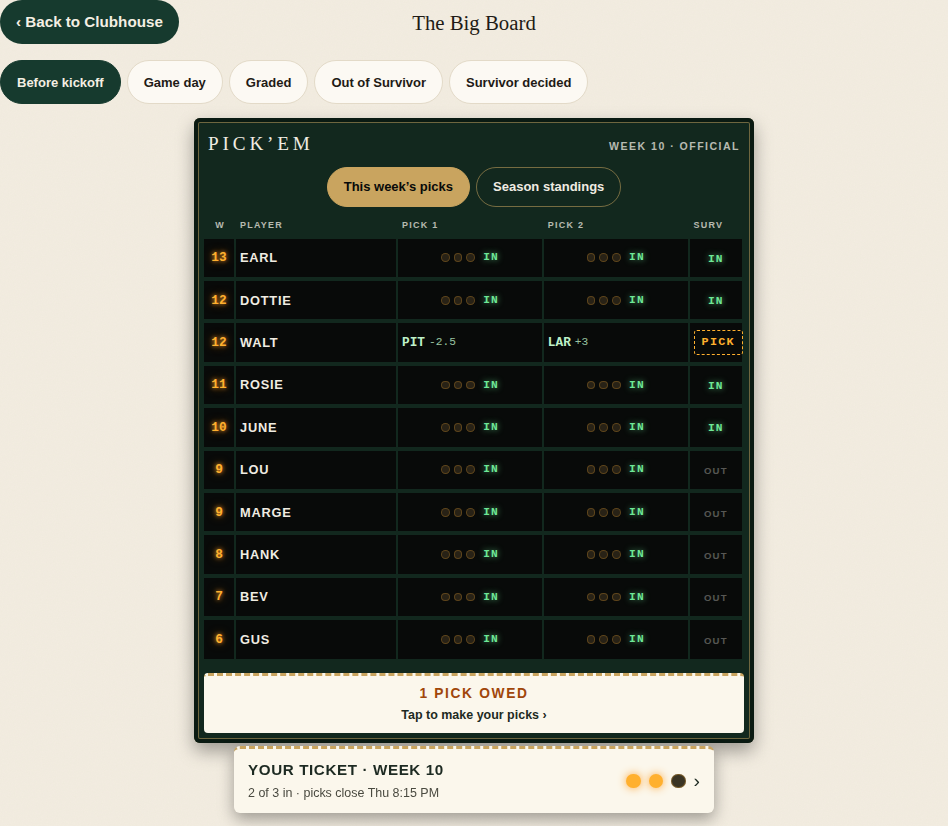 ‹ Back to Clubhouse
The Big Board
Before kickoff Game day Graded Out of Survivor Survivor decided
PICK’EM WEEK 10 · OFFICIAL
This week’s picks Season standings
W PLAYER PICK 1 PICK 2 SURV
13 EARL IN IN IN
12 DOTTIE IN IN IN
12 WALT PIT -2.5 LAR +3 PICK
11 ROSIE IN IN IN
10 JUNE IN IN IN
9 LOU IN IN OUT
9 MARGE IN IN OUT
8 HANK IN IN OUT
7 BEV IN IN OUT
6 GUS IN IN OUT
1 PICK OWED
Tap to make your picks ›
YOUR TICKET · WEEK 10
2 of 3 in · picks close Thu 8:15 PM ›